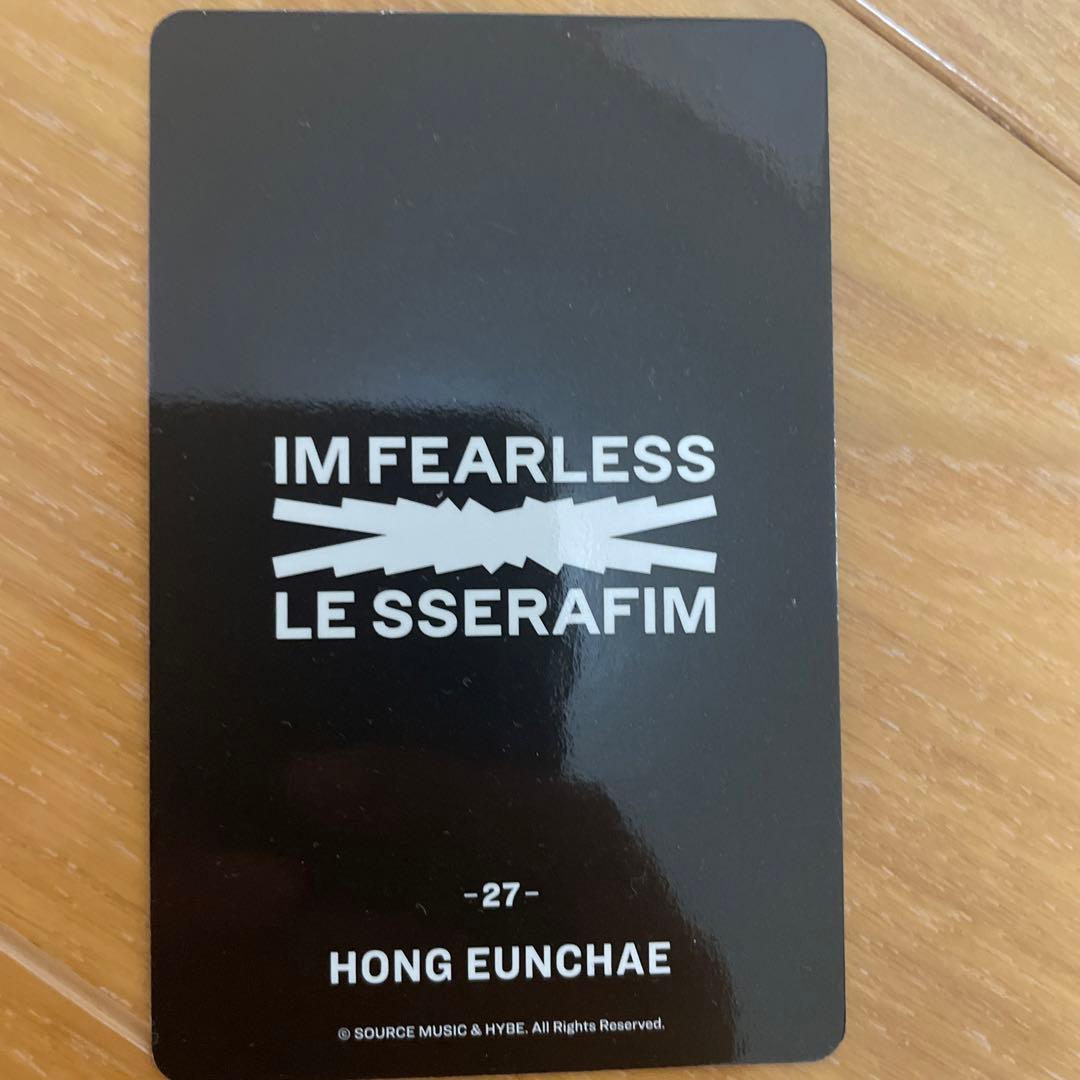 IM FEARLESS
LE SSERAFIM
-27-
HONG EUNCHAE
© SOURCE MUSIC & HYBE. All Rights Reserved.